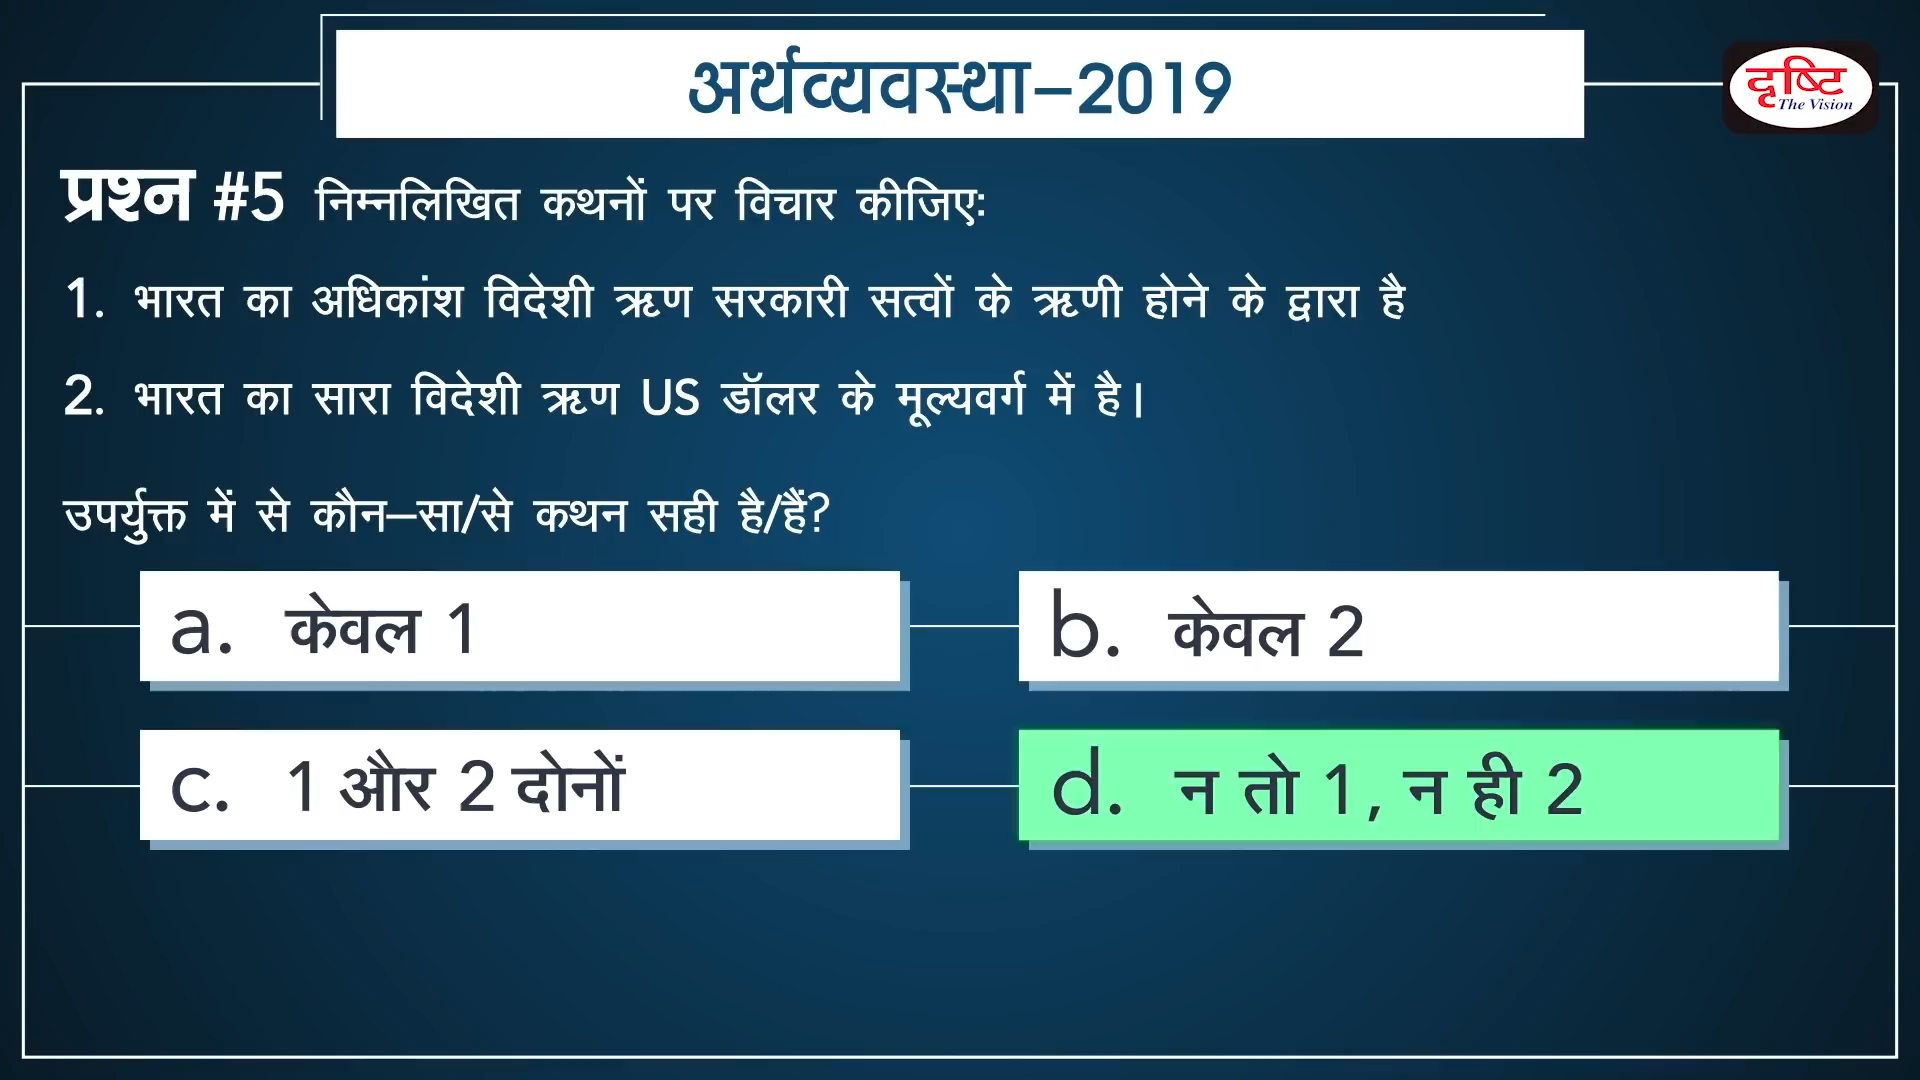 अर्थव्यवस्था–2019
दृष्टि
The Vision
प्रश्न #5 निम्नलिखित कथनों पर विचार कीजिए:
1. भारत का अधिकांश विदेशी ऋण सरकारी सत्वों के ऋणी होने के द्वारा है
2. भारत का सारा विदेशी ऋण US डॉलर के मूल्यवर्ग में है।
उपर्युक्त में से कौन–सा/से कथन सही है/हैं?
a. केवल 1
b. केवल 2
c. 1 और 2 दोनों
d. न तो 1, न ही 2